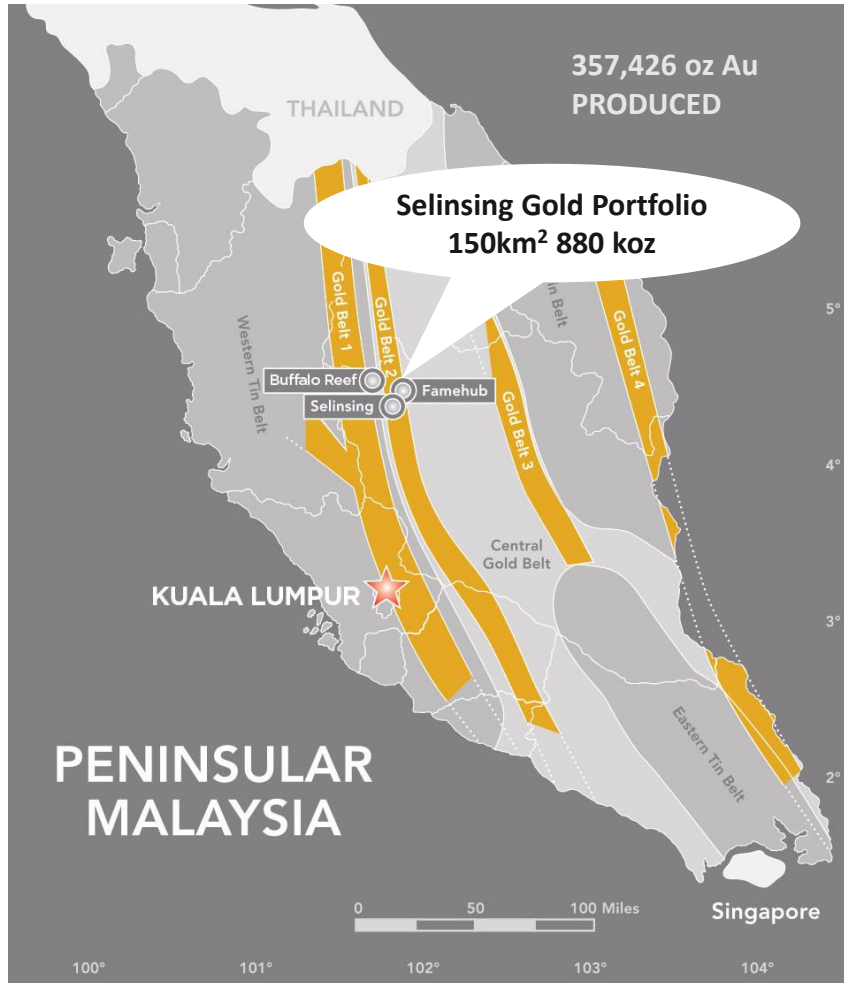 357,426 oz Au
PRODUCED
THAILAND
Selinsing Gold Portfolio
150km² 880 koz
Gold Belt 1
Gold Belt 2
Gold Belt 4
5°
Western Tin Belt
Buffalo Reef
Famehub
Selinsing
Gold Belt 3
4°
Central
Gold Belt
KUALA LUMPUR
3°
Eastern Tin Belt
PENINSULAR
MALAYSIA
2°
0 50 100 Miles
Singapore
100° 101° 102° 103° 104°